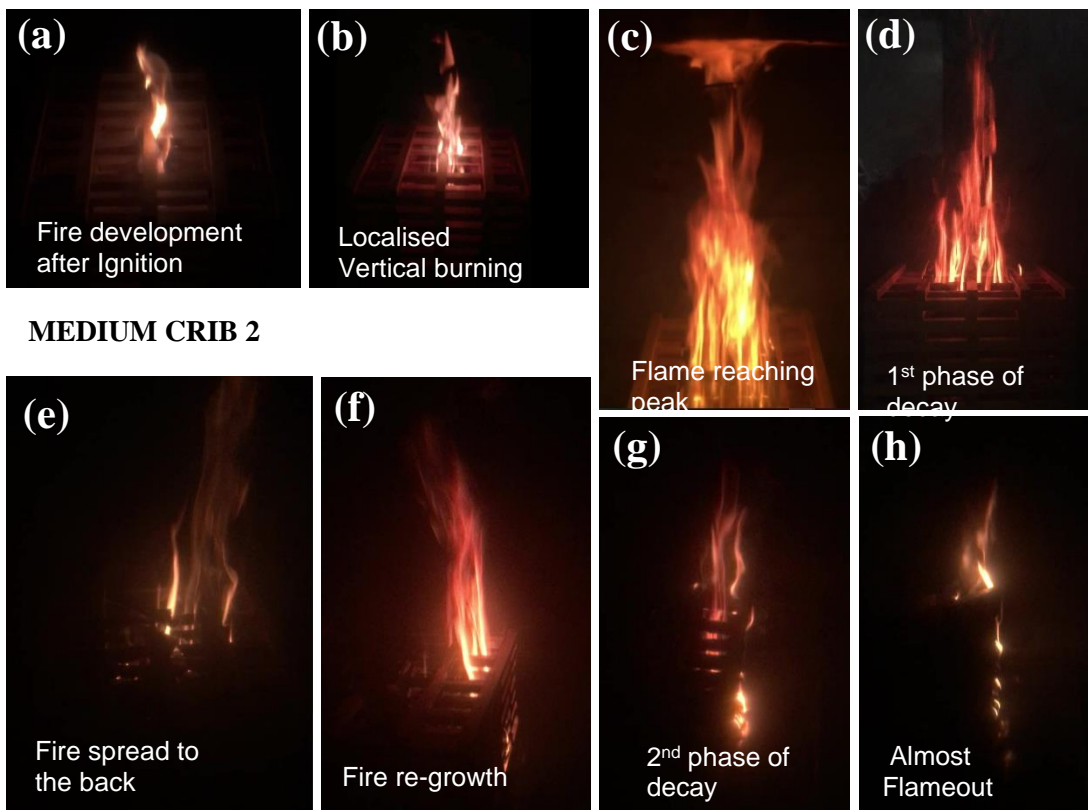 (a)
Fire development
after Ignition
(b)
Localised
Vertical burning
(c)
Flame reaching
peak
(d)
1st phase of
decay
MEDIUM CRIB 2
(e)
Fire spread to
the back
(f)
Fire re-growth
(g)
2nd phase of
decay
(h)
Almost
Flameout